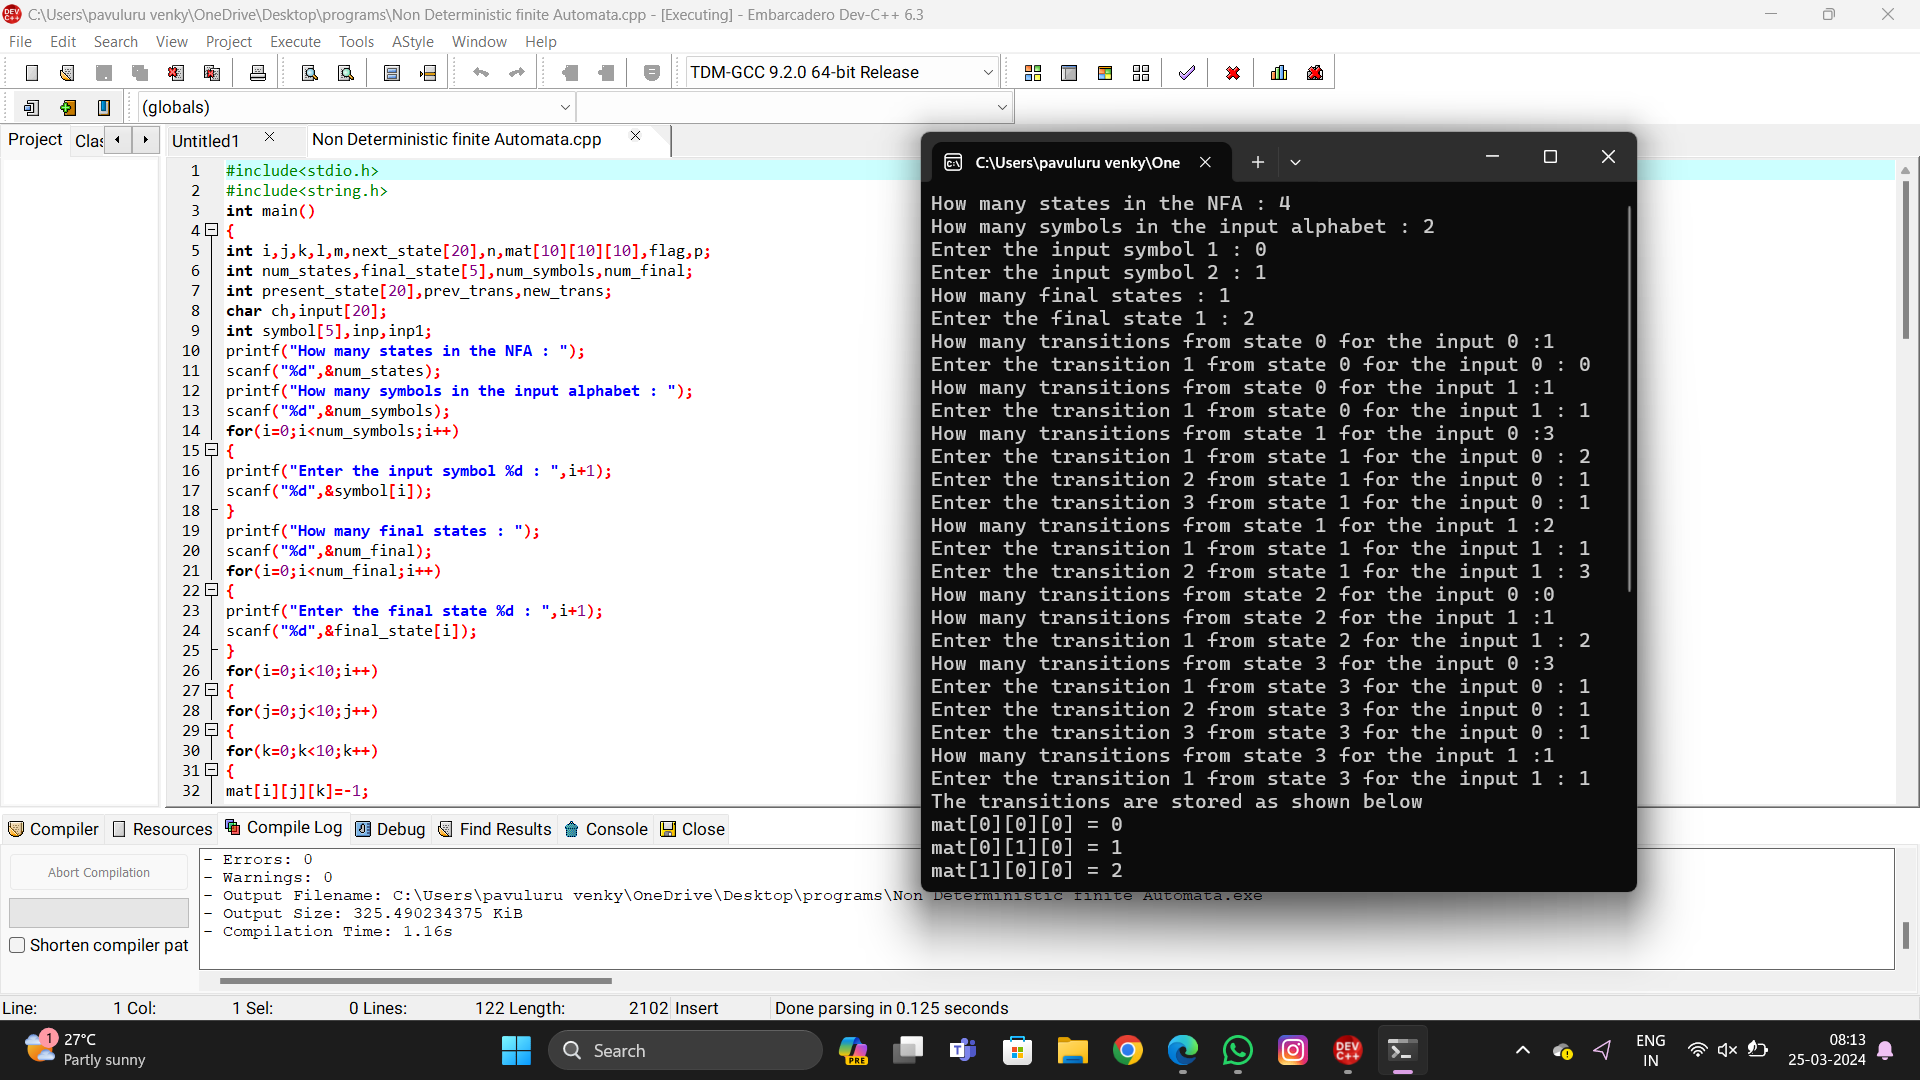 C:\Users\pavuluru venky\OneDrive\Desktop\programs\Non Deterministic finite Automata.cpp - [Executing] - Embarcadero Dev-C++ 6.3
File Edit Search View Project Execute Tools AStyle Window Help
TDM-GCC 9.2.0 64-bit Release
(globals)
Project Clas Untitled1 Non Deterministic finite Automata.cpp
1 #include<stdio.h>
2 #include<string.h>
3 int main()
4 {
5 int i,j,k,l,m,next_state[20],n,mat[10][10][10],flag,p;
6 int num_states,final_state[5],num_symbols,num_final;
7 int present_state[20],prev_trans,new_trans;
8 char ch,input[20];
9 int symbol[5],inp,inp1;
10 printf("How many states in the NFA : ");
11 scanf("%d",&num_states);
12 printf("How many symbols in the input alphabet : ");
13 scanf("%d",&num_symbols);
14 for(i=0;i<num_symbols;i++)
15 {
16 printf("Enter the input symbol %d : ",i+1);
17 scanf("%d",&symbol[i]);
18 }
19 printf("How many final states : ");
20 scanf("%d",&num_final);
21 for(i=0;i<num_final;i++)
22 {
23 printf("Enter the final state %d : ",i+1);
24 scanf("%d",&final_state[i]);
25 }
26 for(i=0;i<10;i++)
27 {
28 for(j=0;j<10;j++)
29 {
30 for(k=0;k<10;k++)
31 {
32 mat[i][j][k]=-1;
C:\Users\pavuluru venky\One
How many states in the NFA : 4
How many symbols in the input alphabet : 2
Enter the input symbol 1 : 0
Enter the input symbol 2 : 1
How many final states : 1
Enter the final state 1 : 2
How many transitions from state 0 for the input 0 :1
Enter the transition 1 from state 0 for the input 0 : 0
How many transitions from state 0 for the input 1 :1
Enter the transition 1 from state 0 for the input 1 : 1
How many transitions from state 1 for the input 0 :3
Enter the transition 1 from state 1 for the input 0 : 2
Enter the transition 2 from state 1 for the input 0 : 1
Enter the transition 3 from state 1 for the input 0 : 1
How many transitions from state 1 for the input 1 :2
Enter the transition 1 from state 1 for the input 1 : 1
Enter the transition 2 from state 1 for the input 1 : 3
How many transitions from state 2 for the input 0 :0
How many transitions from state 2 for the input 1 :1
Enter the transition 1 from state 2 for the input 1 : 2
How many transitions from state 3 for the input 0 :3
Enter the transition 1 from state 3 for the input 0 : 1
Enter the transition 2 from state 3 for the input 0 : 1
Enter the transition 3 from state 3 for the input 0 : 1
How many transitions from state 3 for the input 1 :1
Enter the transition 1 from state 3 for the input 1 : 1
The transitions are stored as shown below
mat[0][0][0] = 0
mat[0][1][0] = 1
mat[1][0][0] = 2
Compiler Resources Compile Log Debug Find Results Console Close
Abort Compilation
Shorten compiler pat
- Errors: 0
- Warnings: 0
- Output Filename: C:\Users\pavuluru venky\OneDrive\Desktop\programs\Non Deterministic finite Automata.exe
- Output Size: 325.490234375 KiB
- Compilation Time: 1.16s
Line: 1 Col: 1 Sel: 0 Lines: 122 Length: 2102 Insert Done parsing in 0.125 seconds
1 27°C
Partly sunny
Search
PRE
DEV C++
ENG
IN
08:13
25-03-2024